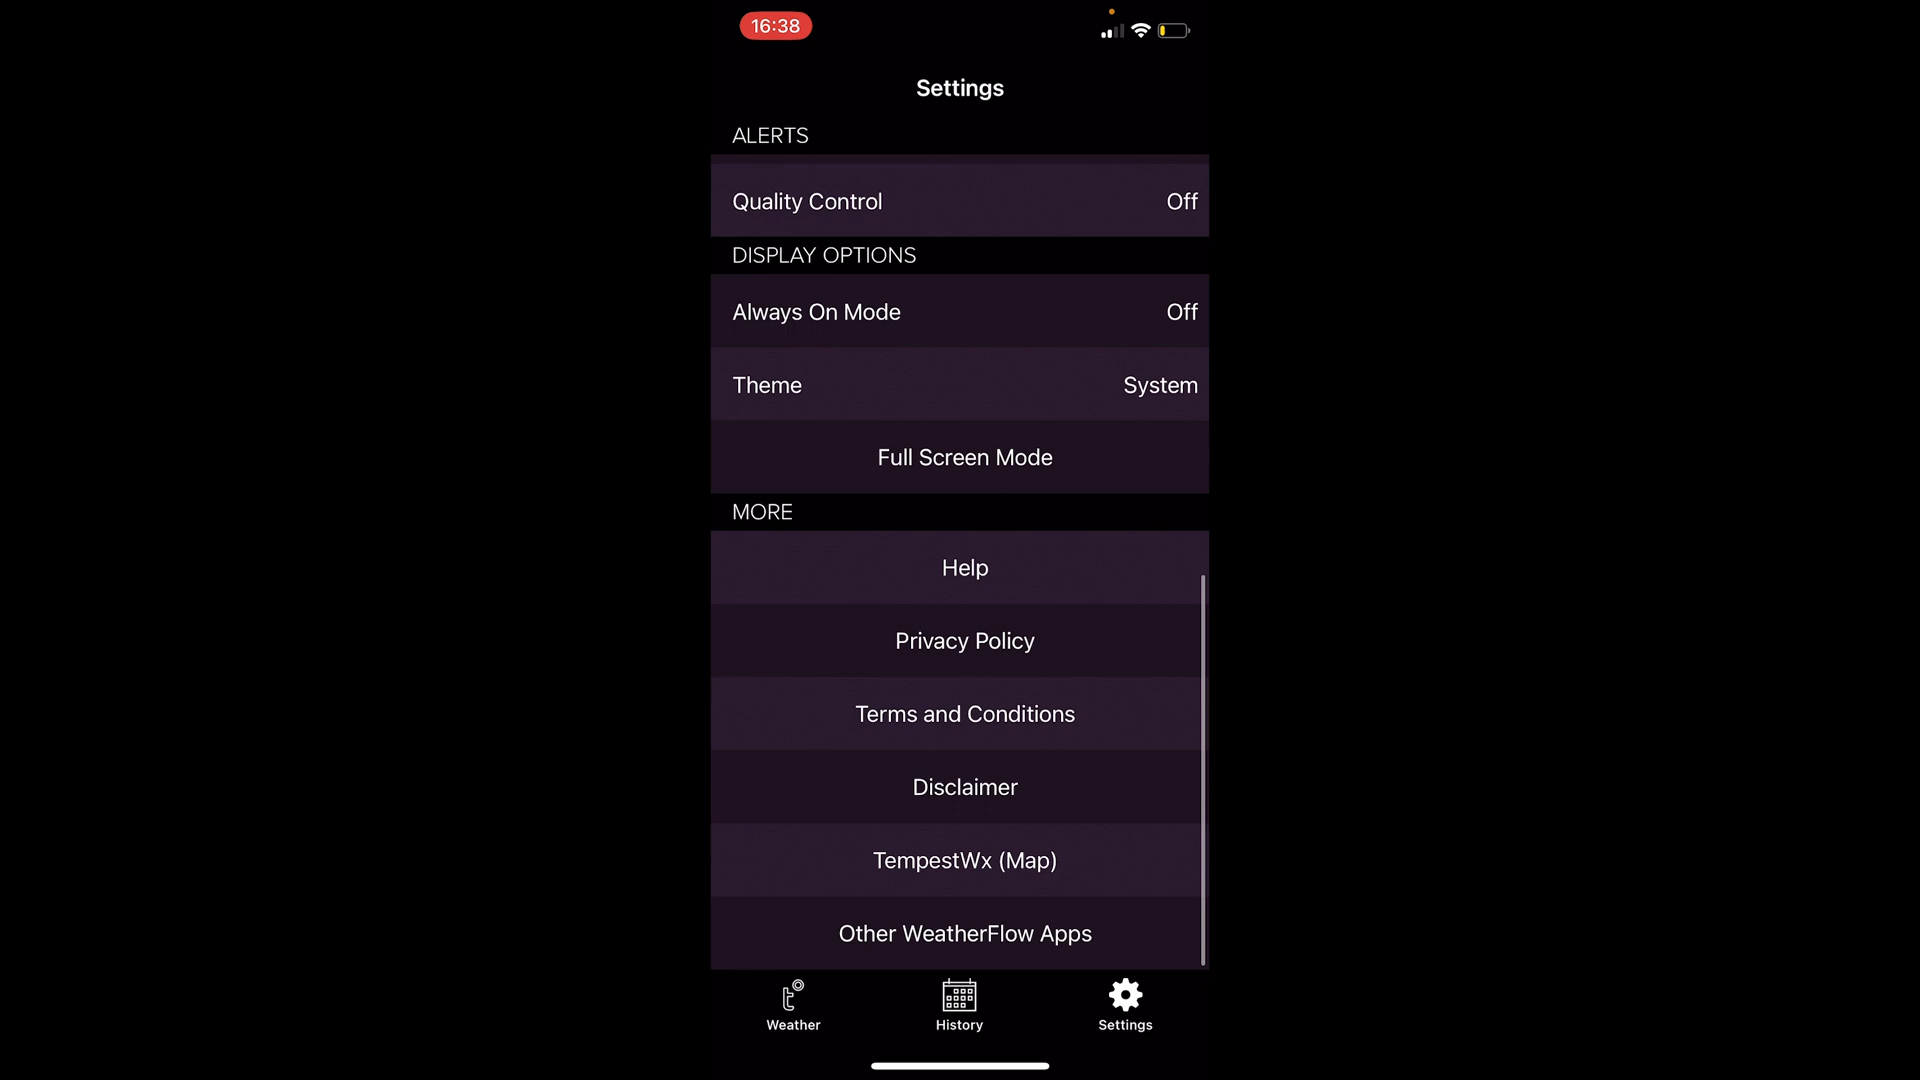 16:38
Settings
ALERTS
Quality Control Off
DISPLAY OPTIONS
Always On Mode Off
Theme System
Full Screen Mode
MORE
Help
Privacy Policy
Terms and Conditions
Disclaimer
TempestWx (Map)
Other WeatherFlow Apps
Weather History Settings